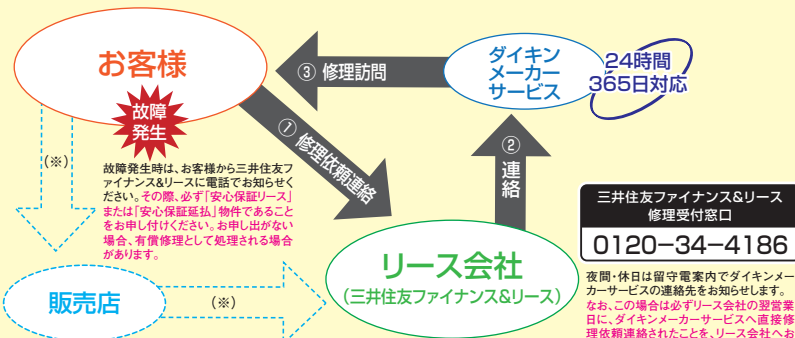 お客様
故障
発生
③ 修理訪問
ダイキン
メーカー
サービス
24時間
365日対応
① 修理依頼連絡
②
連絡
(※)
故障発生時は、お客様から三井住友フ
ァイナンス&リースに電話でお知らせく
ださい。その際、必ず「安心保証リース」
または「安心保証延払」物件であること
をお申し付けください。お申し出がない
場合、有償修理として処理される場合
があります。
三井住友ファイナンス&リース
修理受付窓口
0120-34-4186
夜間・休日は留守電案内でダイキンメー
カーサービスの連絡先をお知らせします。
なお、この場合は必ずリース会社の翌営業
日に、ダイキンメーカーサービスへ直接修
理依頼連絡されたことを、リース会社へお
リース会社
(三井住友ファイナンス&リース)
販売店
(※)